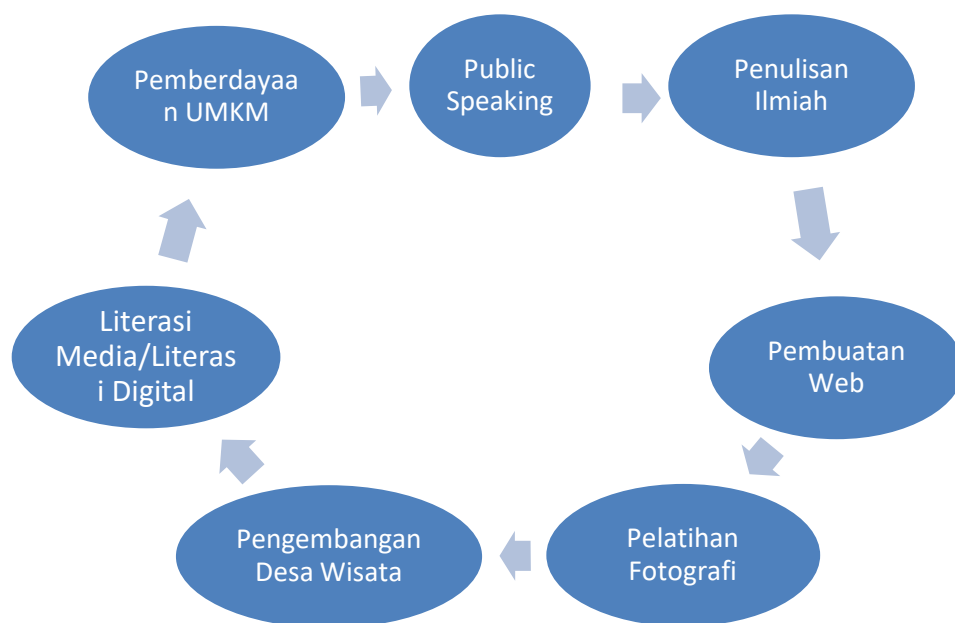 Pemberdayaa
n UMKM
Public
Speaking
Penulisan
Ilmiah
Pembuatan
Web
Pelatihan
Fotografi
Pengembangan
Desa Wisata
Literasi
Media/Literas
i Digital